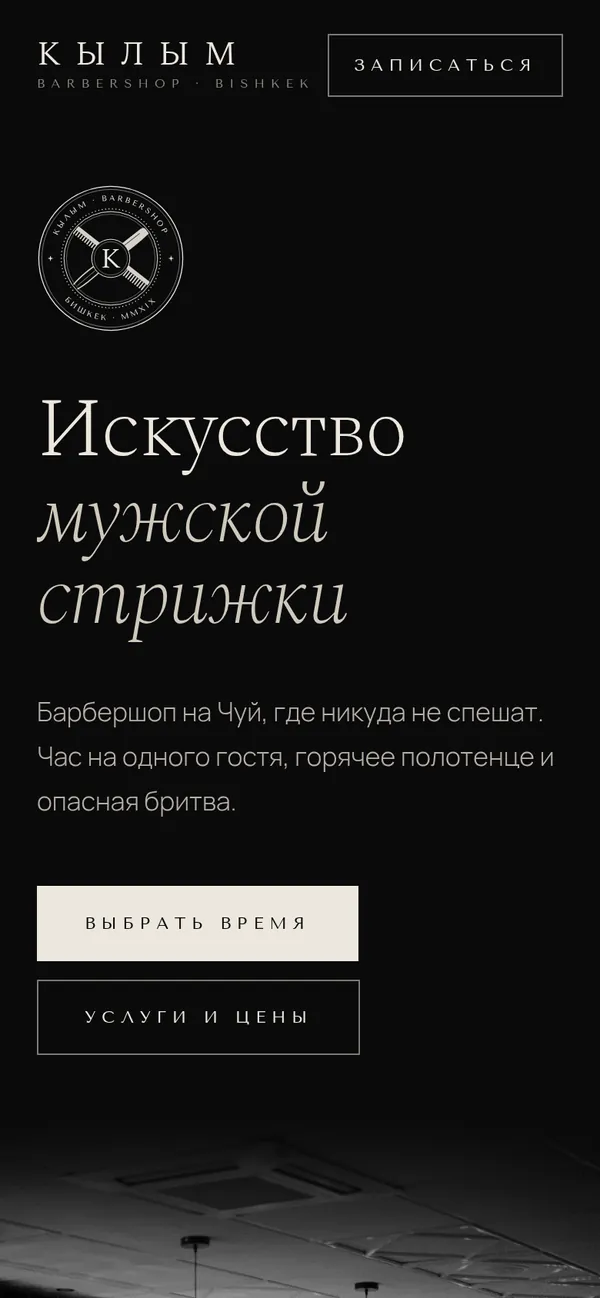 КЫЛЫМ
BARBERSHOP · BISHKEK
ЗАПИСАТЬСЯ
КЫЛЫМ · BARBERSHOP
K
БИШКЕК · MMXIX
Искусство
мужской
стрижки
Барбершоп на Чуй, где никуда не спешат.
Час на одного гостя, горячее полотенце и
опасная бритва.
ВЫБРАТЬ ВРЕМЯ
УСЛУГИ И ЦЕНЫ